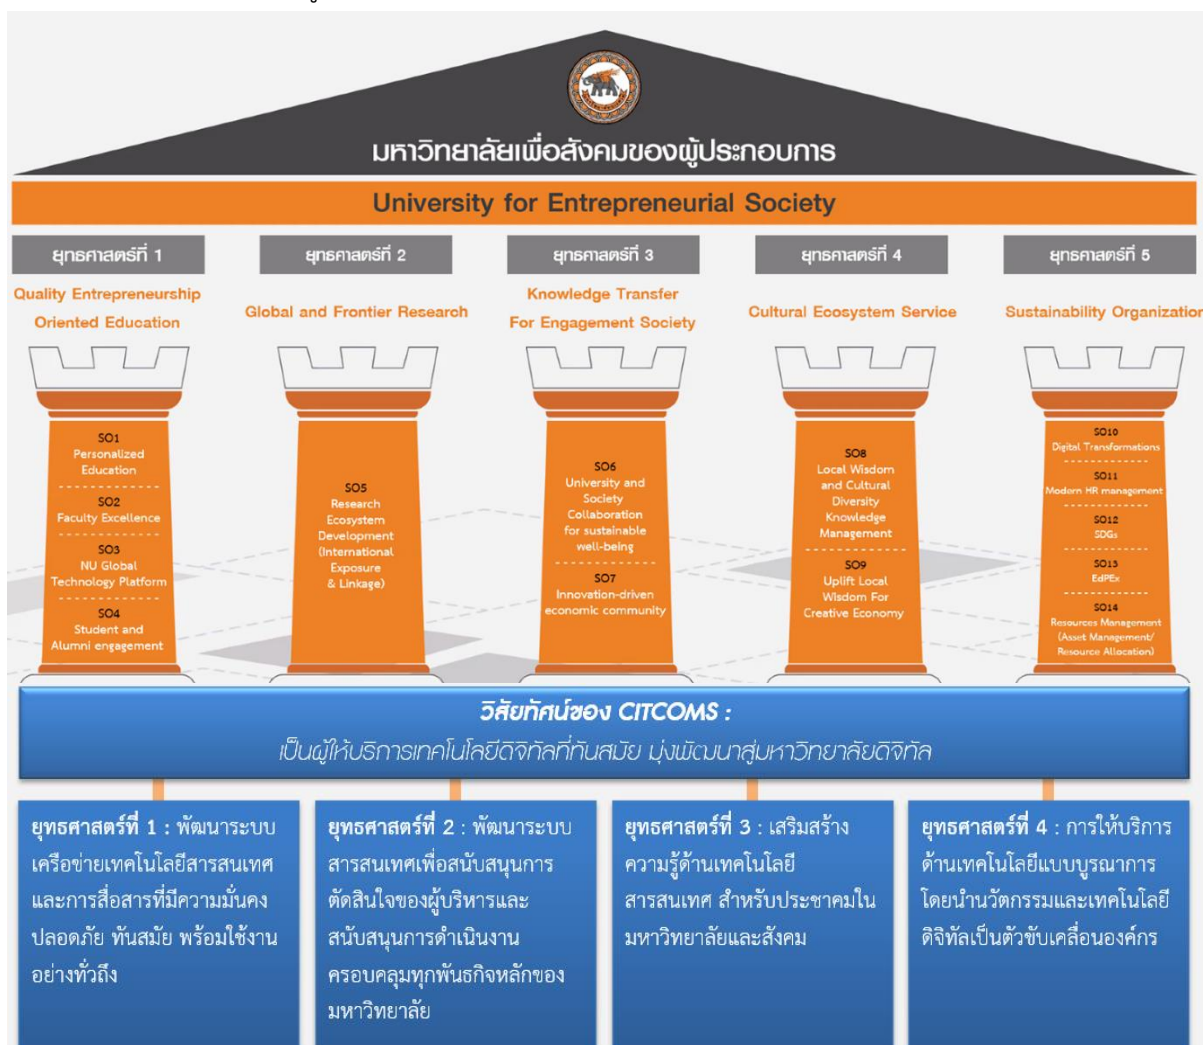 มหาวิทยาลัยเพื่อสังคมของผู้ประกอบการ
University for Entrepreneurial Society
ยุทธศาสตร์ที่ 1
Quality Entrepreneurship
Oriented Education
SO1
Personalized
Education
SO2
Faculty Excellence
SO3
NU Global
Technology Platform
SO4
Student and
Alumni engagement
ยุทธศาสตร์ที่ 2
Global and Frontier Research
SO5
Research
Ecosystem
Development
(International
Exposure
& Linkage)
ยุทธศาสตร์ที่ 3
Knowledge Transfer
For Engagement Society
SO6
University and
Society
Collaboration
for sustainable
well-being
SO7
Innovation-driven
economic community
ยุทธศาสตร์ที่ 4
Cultural Ecosystem Service
SO8
Local Wisdom
and Cultural
Diversity
Knowledge
Management
SO9
Uplift Local
Wisdom For
Creative Economy
ยุทธศาสตร์ที่ 5
Sustainability Organization
SO10
Digital Transformations
SO11
Modern HR management
SO12
SDGs
SO13
EdPEx
SO14
Resources Management
(Asset Management/
Resource Allocation)
วิสัยทัศน์ของ CITCOMS :
เป็นผู้ให้บริการเทคโนโลยีดิจิทัลที่ทันสมัย มุ่งพัฒนาสู่มหาวิทยาลัยดิจิทัล
ยุทธศาสตร์ที่ 1 : พัฒนาระบบ
เครือข่ายเทคโนโลยีสารสนเทศ
และการสื่อสารที่มีความมั่นคง
ปลอดภัย ทันสมัย พร้อมใช้งาน
อย่างทั่วถึง
ยุทธศาสตร์ที่ 2 : พัฒนาระบบ
สารสนเทศเพื่อสนับสนุนการ
ตัดสินใจของผู้บริหารและ
สนับสนุนการดำเนินงาน
ครอบคลุมทุกพันธกิจหลักของ
มหาวิทยาลัย
ยุทธศาสตร์ที่ 3 : เสริมสร้าง
ความรู้ด้านเทคโนโลยี
สารสนเทศ สำหรับประชาคมใน
มหาวิทยาลัยและสังคม
ยุทธศาสตร์ที่ 4 : การให้บริการ
ด้านเทคโนโลยีแบบบูรณาการ
โดยนำนวัตกรรมและเทคโนโลยี
ดิจิทัลเป็นตัวขับเคลื่อนองค์กร